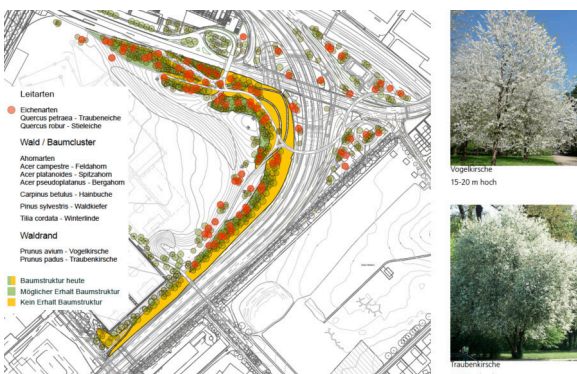 Leitarten
Eichenarten
Quercus petraea - Traubeneiche
Quercus robur - Stieleiche
Wald / Baumcluster
Ahornarten
Acer campestre - Feldahorn
Acer platanoides - Spitzahorn
Acer pseudoplatanus - Bergahorn
Carpinus betulus - Hainbuche
Pinus sylvestris - Waldkiefer
Tilia cordata - Winterlinde
Waldrand
Prunus avium - Vogelkirsche
Prunus padus - Traubenkirsche
Baumstruktur heute
Möglicher Erhalt Baumstruktur
Kein Erhalt Baumstruktur
Vogelkirsche
15-20 m hoch
Traubenkirsche